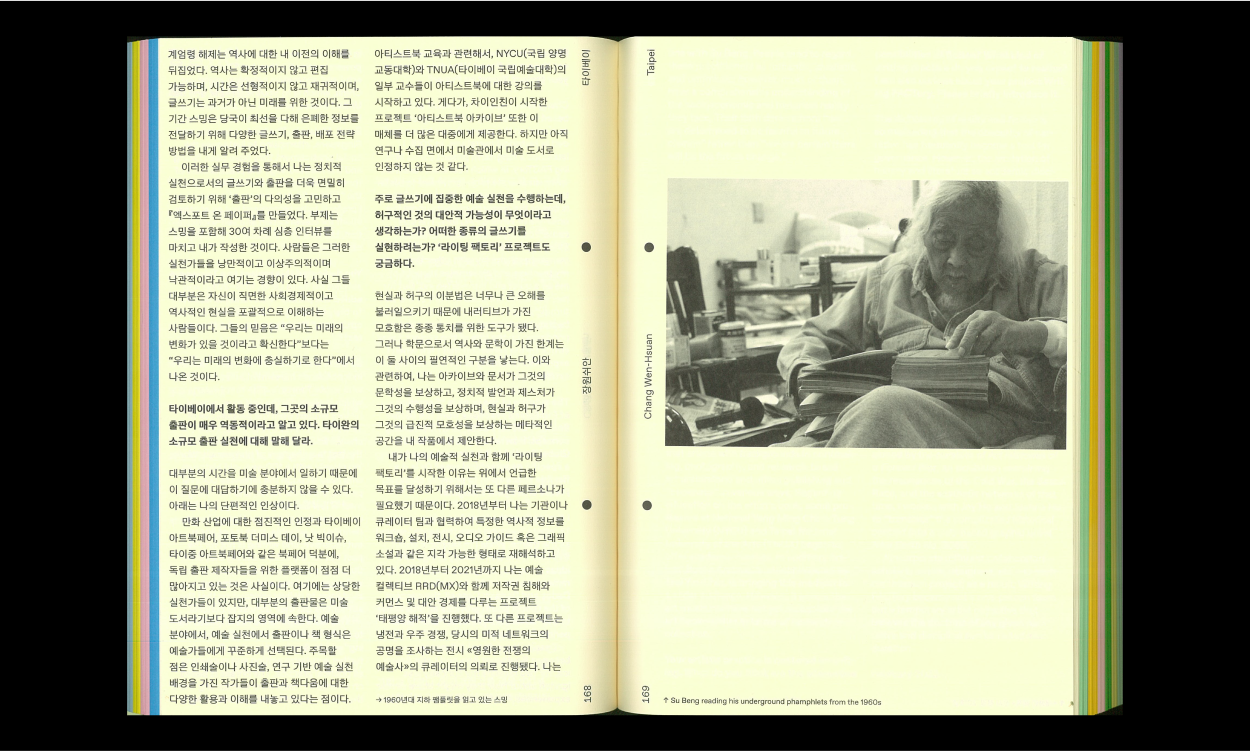 계엄령 해제는 역사에 대한 내 이전의 이해를
뒤집었다. 역사는 확정적이지 않고 편집
가능하며, 시간은 선형적이지 않고 재귀적이며,
글쓰기는 과거가 아닌 미래를 위한 것이다. 그
기간 스밍은 당국이 최선을 다해 은폐한 정보를
전달하기 위해 다양한 글쓰기, 출판, 배포 전략
방법을 내게 알려 주었다.
이러한 실무 경험을 통해서 나는 정치적
실천으로서의 글쓰기와 출판을 더욱 면밀히
검토하기 위해 ‘출판’의 다의성을 고민하고
『엑스포트 온 페이퍼』를 만들었다. 부제는
스밍을 포함해 30여 차례 심층 인터뷰를
마치고 내가 작성한 것이다. 사람들은 그러한
실천가들을 낭만적이고 이상주의적이며
낙관적이라고 여기는 경향이 있다. 사실 그들
대부분은 자신이 직면한 사회경제적이고
역사적인 현실을 포괄적으로 이해하는
사람들이다. 그들의 믿음은 “우리는 미래의
변화가 있을 것이라고 확신한다”보다는
“우리는 미래의 변화에 충실하기로 한다”에서
나온 것이다.
타이베이에서 활동 중인데, 그곳의 소규모
출판이 매우 역동적이라고 알고 있다. 타이완의
소규모 출판 실천에 대해 말해 달라.
대부분의 시간을 미술 분야에서 일하기 때문에
이 질문에 대답하기에 충분하지 않을 수 있다.
아래는 나의 단편적인 인상이다.
만화 산업에 대한 점진적인 인정과 타이베이
아트북페어, 포토북 더미스 데이, 낫 빅이슈,
타이중 아트북페어와 같은 북페어 덕분에,
독립 출판 제작자들을 위한 플랫폼이 점점 더
많아지고 있는 것은 사실이다. 여기에는 상당한
실천가들이 있지만, 대부분의 출판물은 미술
도서라기보다 잡지의 영역에 속한다. 예술
분야에서, 예술 실천에서 출판이나 책 형식은
예술가들에게 꾸준하게 선택된다. 주목할
점은 인쇄술이나 사진술, 연구 기반 예술 실천
배경을 가진 작가들이 출판과 책다움에 대한
다양한 활용과 이해를 내놓고 있다는 점이다.
아티스트북 교육과 관련해서, NYCU(국립 양명
교통대학)와 TNUA(타이베이 국립예술대학)의
일부 교수들이 아티스트북에 대한 강의를
시작하고 있다. 게다가, 차이인친이 시작한
프로젝트 ‘아티스트북 아카이브’ 또한 이
매체를 더 많은 대중에게 제공한다. 하지만 아직
연구나 수집 면에서 미술관에서 미술 도서로
인정하지 않는 것 같다.
주로 글쓰기에 집중한 예술 실천을 수행하는데,
허구적인 것의 대안적 가능성이 무엇이라고
생각하는가? 어떠한 종류의 글쓰기를
실현하려는가? ‘라이팅 팩토리’ 프로젝트도
궁금하다.
현실과 허구의 이분법은 너무나 큰 오해를
불러일으키기 때문에 내러티브가 가진
모호함은 종종 통치를 위한 도구가 됐다.
그러나 학문으로서 역사와 문학이 가진 한계는
이 둘 사이의 필연적인 구분을 낳는다. 이와
관련하여, 나는 아카이브와 문서가 그것의
문학성을 보상하고, 정치적 발언과 제스처가
그것의 수행성을 보상하며, 현실과 허구가
그것의 급진적 모호성을 보상하는 메타적인
공간을 내 작품에서 제안한다.
내가 나의 예술적 실천과 함께 ‘라이팅
팩토리’를 시작한 이유는 위에서 언급한
목표를 달성하기 위해서는 또 다른 페르소나가
필요했기 때문이다. 2018년부터 나는 기관이나
큐레이터 팀과 협력하여 특정한 역사적 정보를
워크숍, 설치, 전시, 오디오 가이드 혹은 그래픽
소설과 같은 지각 가능한 형태로 재해석하고
있다. 2018년부터 2021년까지 나는 예술
컬렉티브 RRD(MX)와 함께 저작권 침해와
커먼스 및 대안 경제를 다루는 프로젝트
‘태평양 해적’을 진행했다. 또 다른 프로젝트는
냉전과 우주 경쟁, 당시의 미적 네트워크의
공명을 조사하는 전시 «영원한 전쟁의
예술사»의 큐레이터의 의뢰로 진행됐다. 나는
→ 1960년대 지하 팸플릿을 읽고 있는 스밍
타이베이
장원쉬안
168
Taipei
Chang Wen-Hsuan
169
↑ Su Beng reading his underground phamphlets from the 1960s